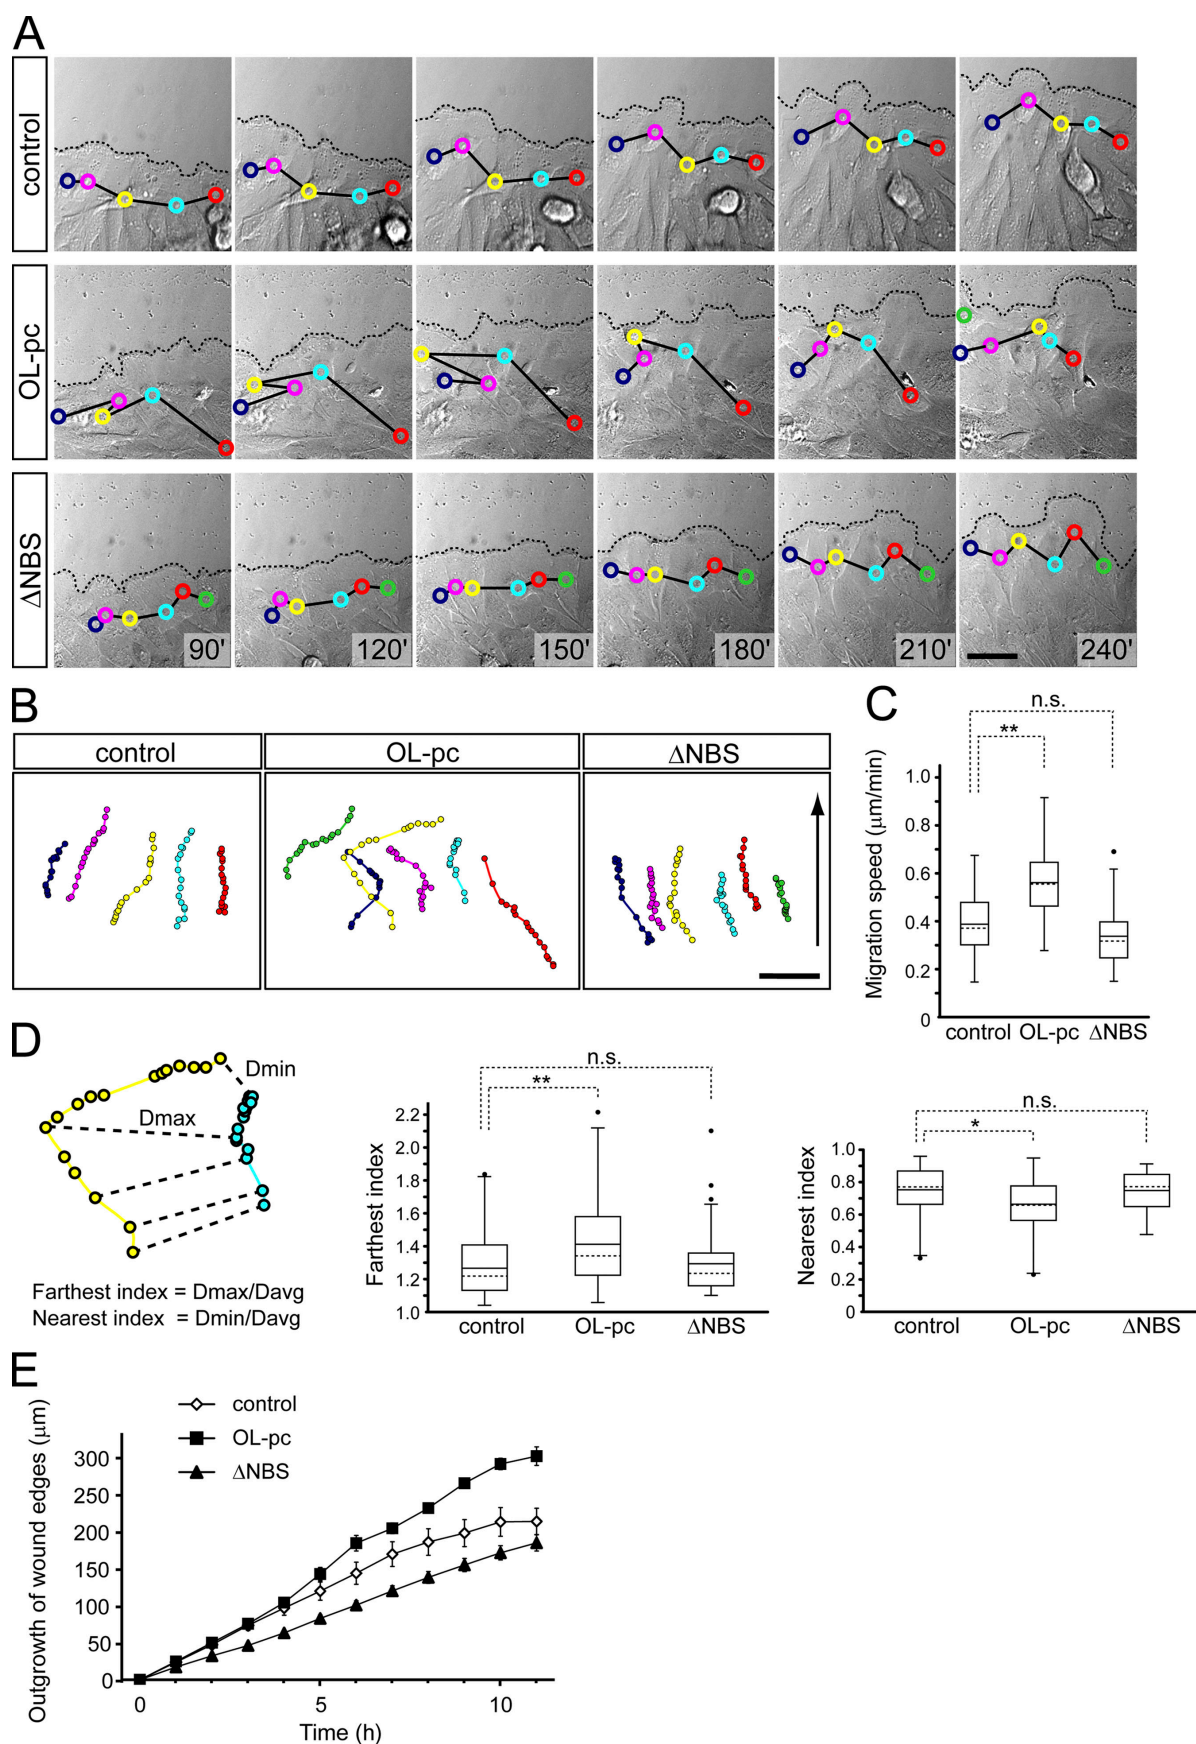 A
control
OL-pc
ΔNBS
90' 120' 150' 180' 210' 240'
B
control OL-pc ΔNBS
C
n.s.
**
Migration speed (μm/min)
1.0
0.8
0.6
0.4
0.2
0
control OL-pc ΔNBS
D
Dmin
Dmax
Farthest index = Dmax/Davg
Nearest index = Dmin/Davg
n.s.
**
Farthest index
2.2
2.0
1.8
1.6
1.4
1.2
1.0
control OL-pc ΔNBS
n.s.
*
Nearest index
1.0
0.8
0.6
0.4
0.2
0
control OL-pc ΔNBS
E
control
OL-pc
ΔNBS
Outgrowth of wound edges (μm)
300
250
200
150
100
50
0
0 5 10
Time (h)